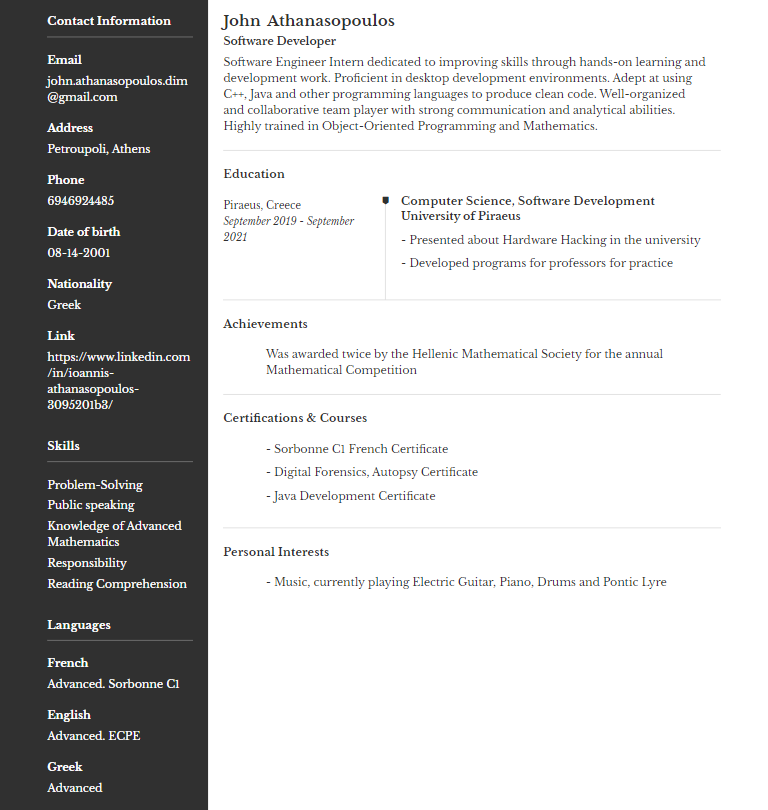 Contact Information
Email
john.athanasopoulos.dim
@gmail.com
Address
Petroupoli, Athens
Phone
6946924485
Date of birth
08-14-2001
Nationality
Greek
Link
https://www.linkedin.com
/in/ioannis-
athanasopoulos-
3095201b3/
Skills
Problem-Solving
Public speaking
Knowledge of Advanced
Mathematics
Responsibility
Reading Comprehension
Languages
French
Advanced. Sorbonne C1
English
Advanced. ECPE
Greek
Advanced
John Athanasopoulos
Software Developer
Software Engineer Intern dedicated to improving skills through hands-on learning and
development work. Proficient in desktop development environments. Adept at using
C++, Java and other programming languages to produce clean code. Well-organized
and collaborative team player with strong communication and analytical abilities.
Highly trained in Object-Oriented Programming and Mathematics.
Education
Piraeus, Creece
September 2019 - September
2021
Computer Science, Software Development
University of Piraeus
- Presented about Hardware Hacking in the university
- Developed programs for professors for practice
Achievements
Was awarded twice by the Hellenic Mathematical Society for the annual
Mathematical Competition
Certifications & Courses
- Sorbonne C1 French Certificate
- Digital Forensics, Autopsy Certificate
- Java Development Certificate
Personal Interests
- Music, currently playing Electric Guitar, Piano, Drums and Pontic Lyre